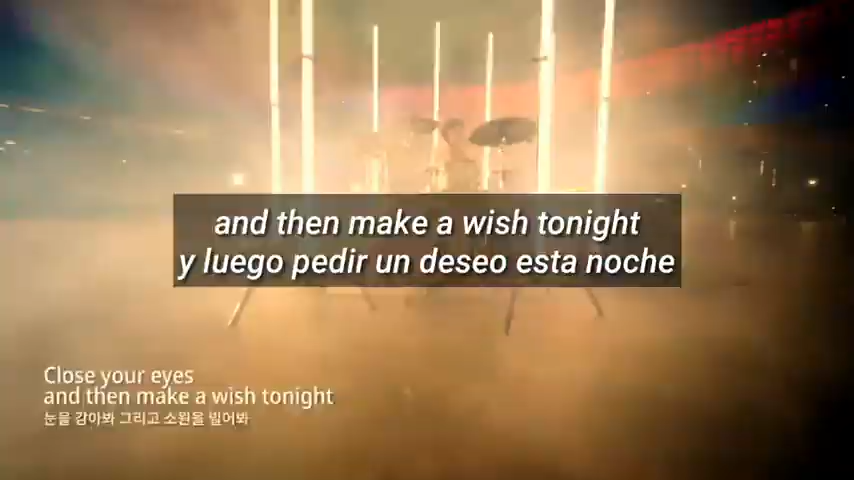 and then make a wish tonight
y luego pedir un deseo esta noche
Close your eyes
and then make a wish tonight
눈을 감아봐 그리고 소원을 빌어봐